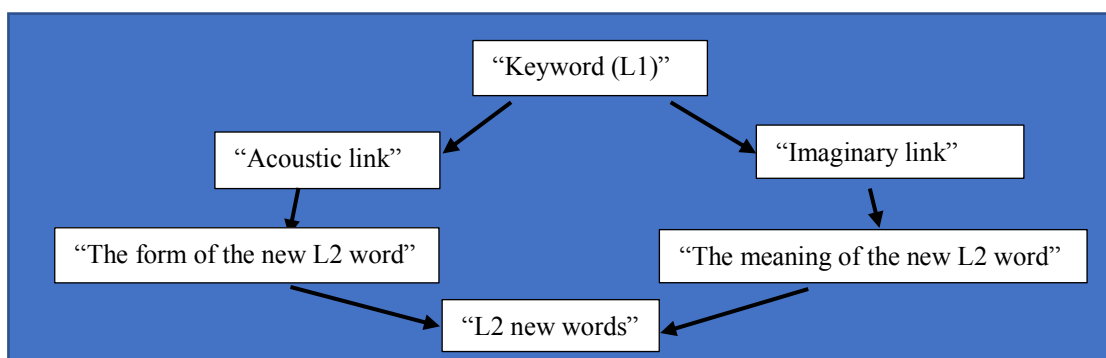 “Keyword (L1)”
“Acoustic link”
“Imaginary link”
“The form of the new L2 word”
“The meaning of the new L2 word”
“L2 new words”